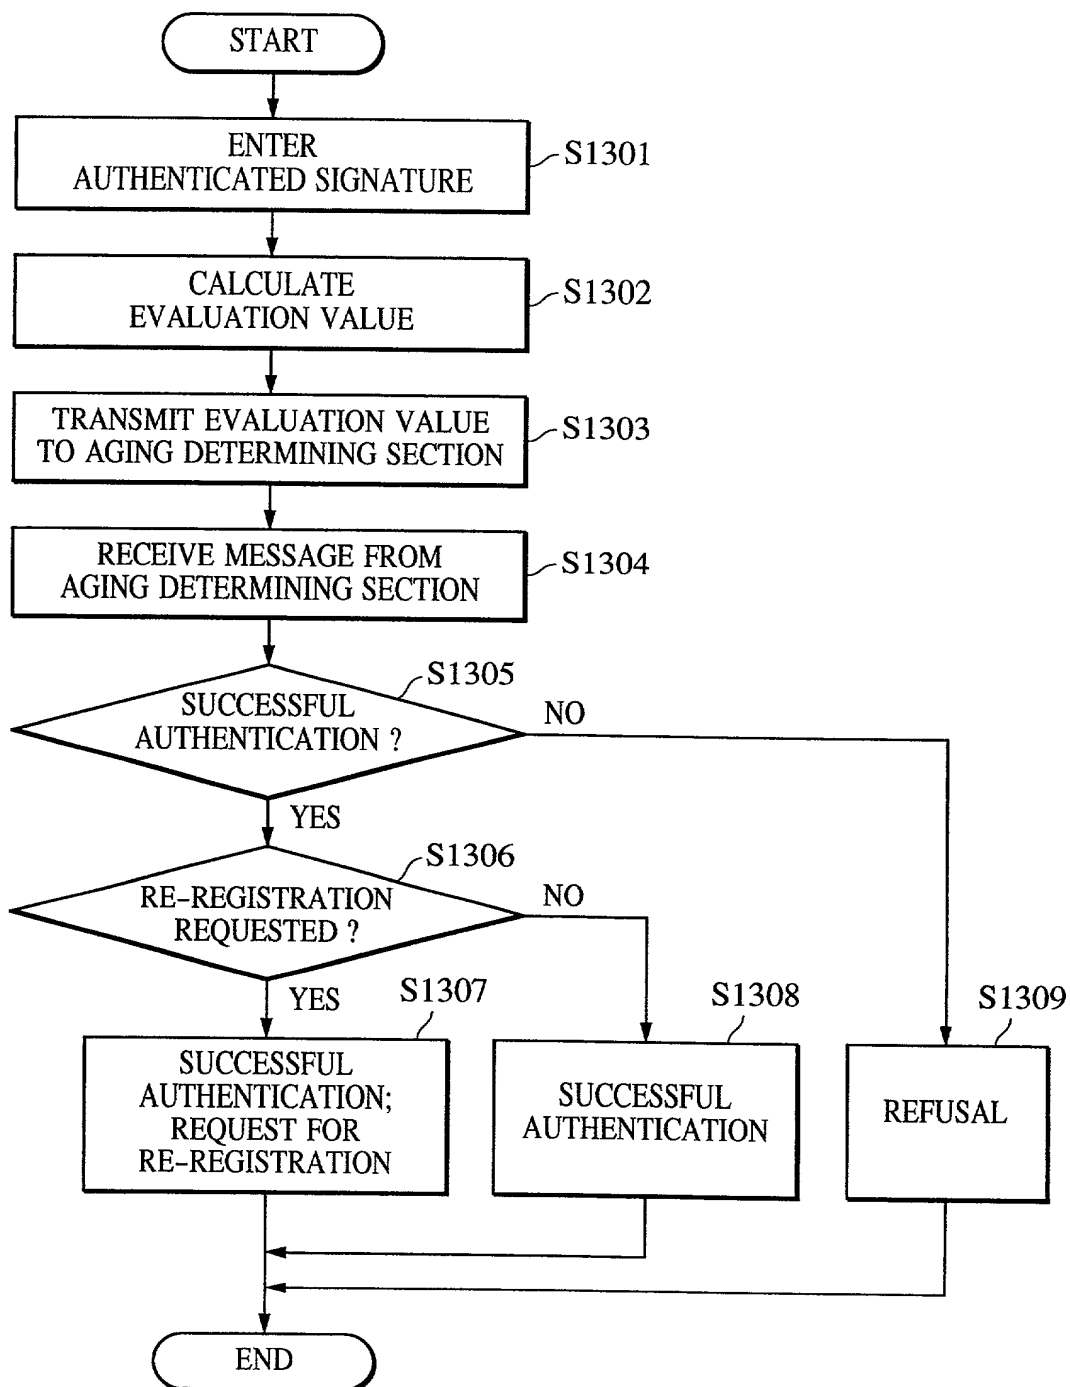 START
ENTER
AUTHENTICATED SIGNATURE
S1301
CALCULATE
EVALUATION VALUE
S1302
TRANSMIT EVALUATION VALUE
TO AGING DETERMINING SECTION
S1303
RECEIVE MESSAGE FROM
AGING DETERMINING SECTION
S1304
S1305
SUCCESSFUL
AUTHENTICATION ?
NO
YES
S1306
RE-REGISTRATION
REQUESTED ?
NO
YES
S1307
SUCCESSFUL
AUTHENTICATION;
REQUEST FOR
RE-REGISTRATION
S1308
SUCCESSFUL
AUTHENTICATION
S1309
REFUSAL
END